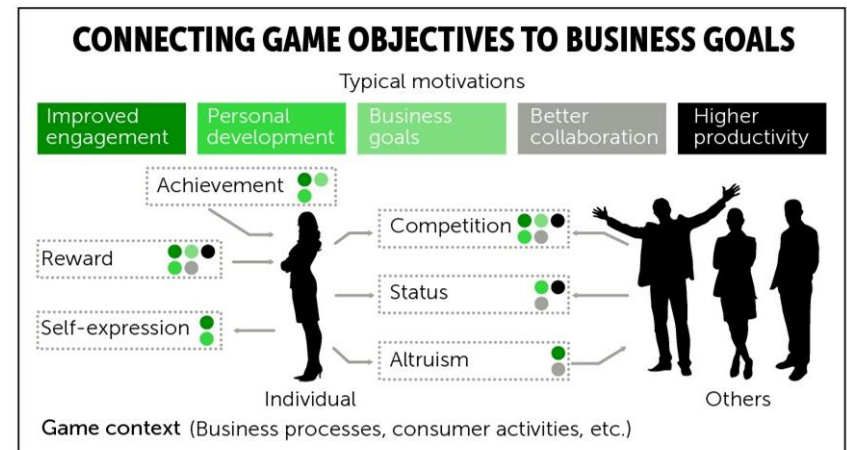 CONNECTING GAME OBJECTIVES TO BUSINESS GOALS
Typical motivations
Improved engagement
Personal development
Business goals
Better collaboration
Higher productivity
Achievement
Reward
Self-expression
Competition
Status
Altruism
Individual
Others
Game context (Business processes, consumer activities, etc.)